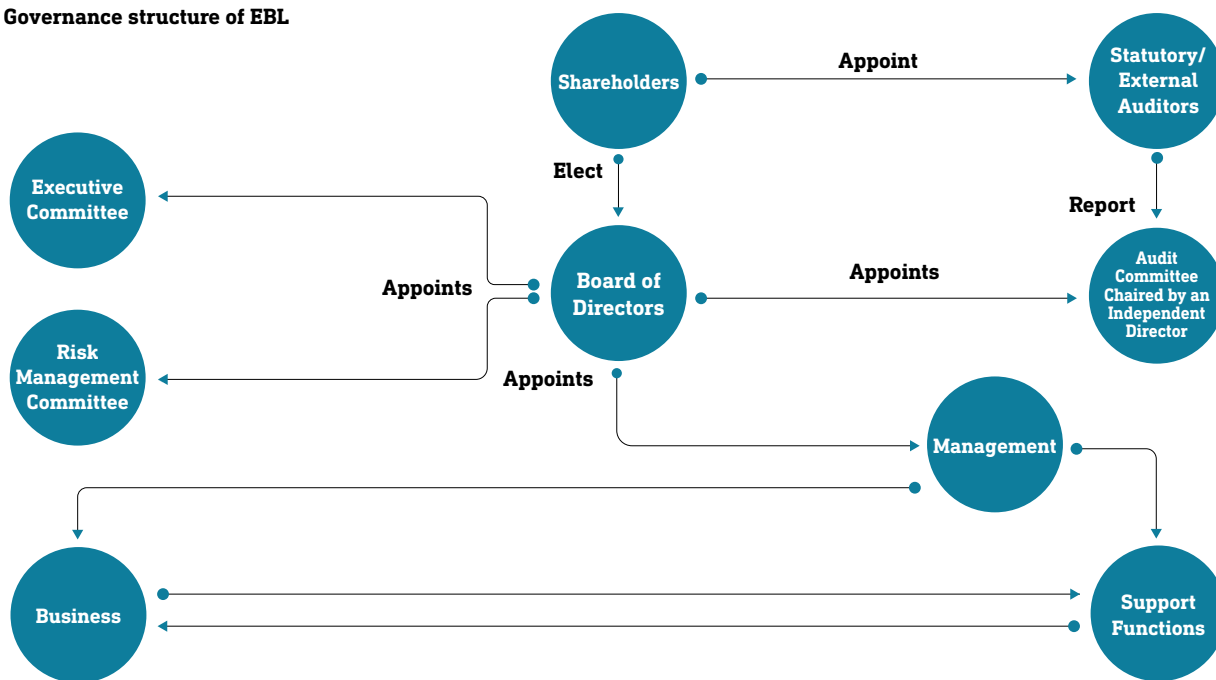 Governance structure of EBL
Shareholders
Appoint
Statutory/
External
Auditors
Elect
Report
Executive
Committee
Appoints
Board of
Directors
Appoints
Audit
Committee
Chaired by an
Independent
Director
Risk
Management
Committee
Appoints
Management
Business
Support
Functions